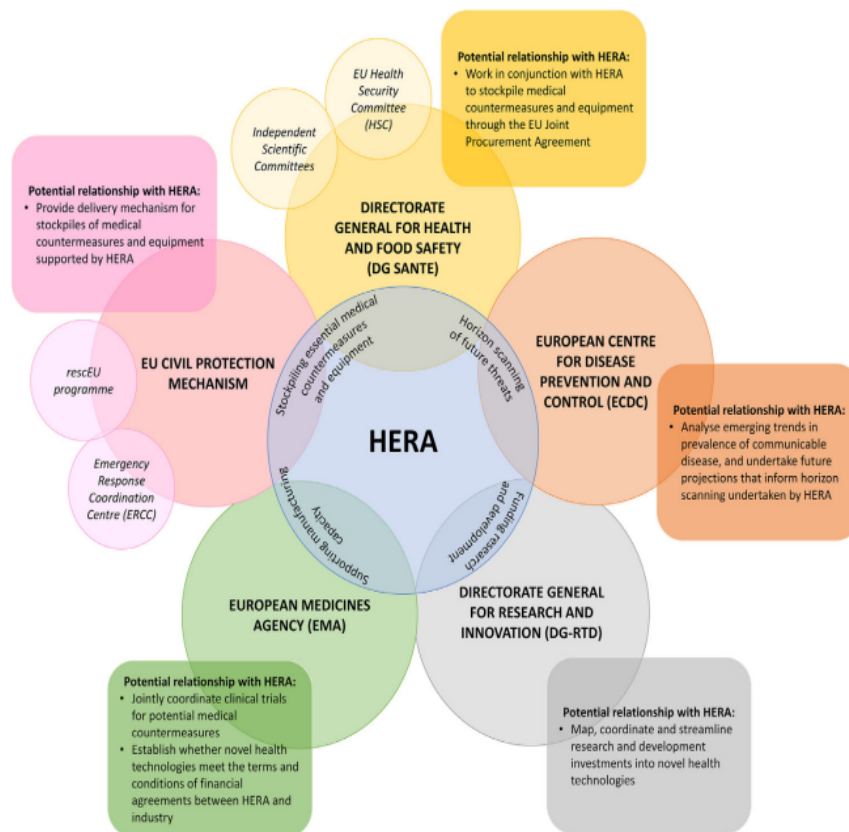 EU Health
Security
Committee
(HSC)
Independent
Scientific
Committees
Potential relationship with HERA:
• Work in conjunction with HERA
to stockpile medical
countermeasures and equipment
through the EU Joint
Procurement Agreement
DIRECTORATE
GENERAL FOR HEALTH
AND FOOD SAFETY
(DG SANTE)
Potential relationship with HERA:
• Provide delivery mechanism for
stockpiles of medical
countermeasures and equipment
supported by HERA
EU CIVIL PROTECTION
MECHANISM
rescEU
programme
Emergency
Response
Coordination
Centre (ERCC)
Stockpiling essential medical
countermeasures
and equipment
Horizon scanning
of future threats
HERA
EUROPEAN CENTRE
FOR DISEASE
PREVENTION AND
CONTROL (ECDC)
Potential relationship with HERA:
• Analyse emerging trends in
prevalence of communicable
disease, and undertake future
projections that inform horizon
scanning undertaken by HERA
Supporting manufacturing
capacity
Funding research
and development
EUROPEAN MEDICINES
AGENCY (EMA)
DIRECTORATE GENERAL
FOR RESEARCH AND
INNOVATION (DG-RTD)
Potential relationship with HERA:
• Jointly coordinate clinical trials
for potential medical
countermeasures
• Establish whether novel health
technologies meet the terms and
conditions of financial
agreements between HERA and
industry
Potential relationship with HERA:
• Map, coordinate and streamline
research and development
investments into novel health
technologies